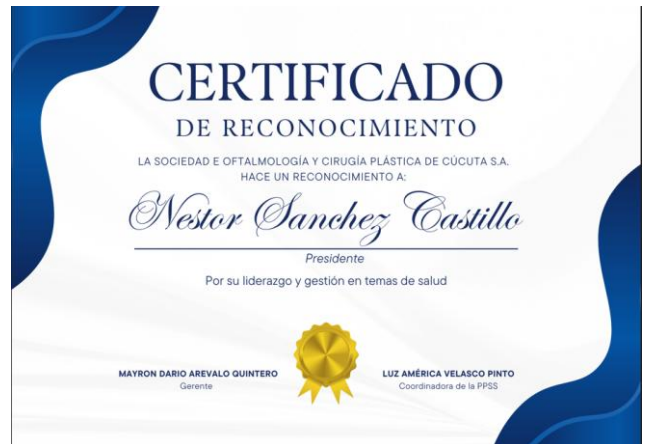 CERTIFICADO
DE RECONOCIMIENTO
LA SOCIEDAD E OFTALMOLOGÍA Y CIRUGÍA PLÁSTICA DE CÚCUTA S.A.
HACE UN RECONOCIMIENTO A:
Nestor Sanchez Castillo
Presidente
Por su liderazgo y gestión en temas de salud
MAYRON DARIO AREVALO QUINTERO
Gerente
LUZ AMÉRICA VELASCO PINTO
Coordinadora de la PPSS